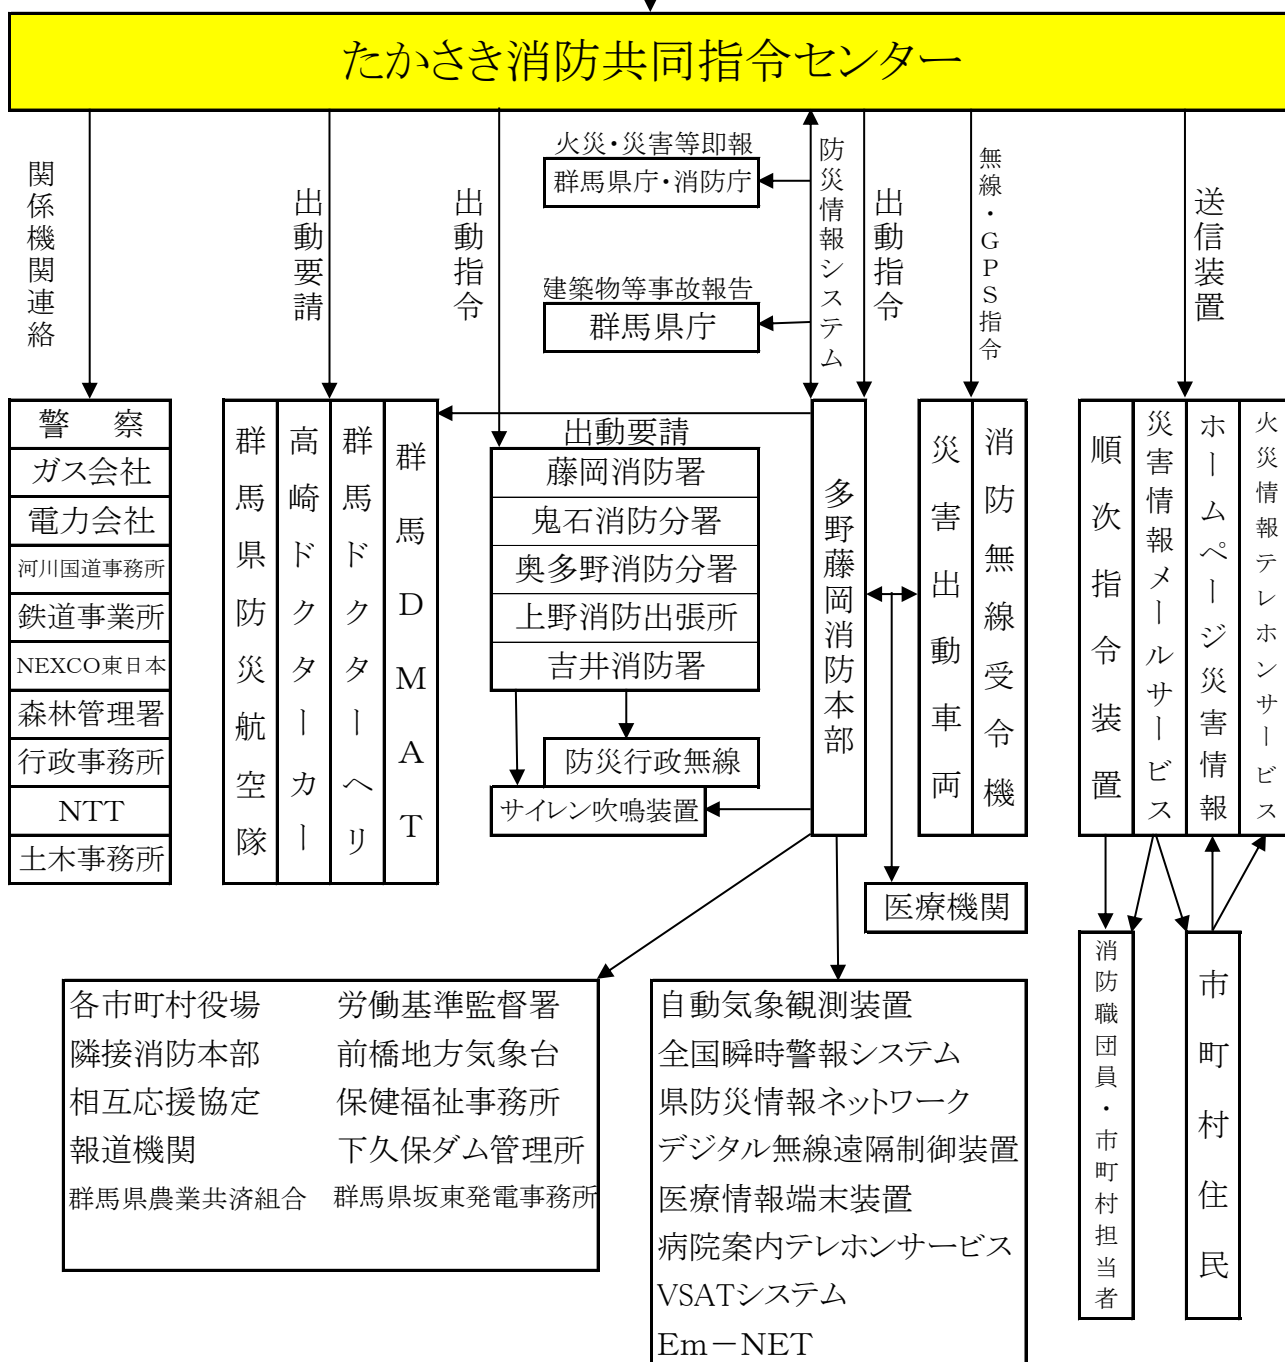 たかさき消防共同指令センター
関係機関連絡
出動要請
出動指令
火災・災害等即報
群馬県庁・消防庁
建築物等事故報告
群馬県庁
防災情報システム
出動指令
無線・GPS指令
送信装置
警　察
ガス会社
電力会社
河川国道事務所
鉄道事業所
NEXCO東日本
森林管理署
行政事務所
NTT
土木事務所
群馬県防災航空隊
高崎ドクターカー
群馬ドクターヘリ
群馬DMAT
出動要請
藤岡消防署
鬼石消防分署
奥多野消防分署
上野消防出張所
吉井消防署
防災行政無線
サイレン吹鳴装置
多野藤岡消防本部
災害出動車両
消防無線受令機
医療機関
順次指令装置
災害情報メールサービス
ホームページ災害情報
火災情報テレホンサービス
消防職団員・市町村担当者
市町村住民
各市町村役場　労働基準監督署
隣接消防本部　前橋地方気象台
相互応援協定　保健福祉事務所
報道機関　下久保ダム管理所
群馬県農業共済組合　群馬県坂東発電事務所
自動気象観測装置
全国瞬時警報システム
県防災情報ネットワーク
デジタル無線遠隔制御装置
医療情報端末装置
病院案内テレホンサービス
VSATシステム
Em－NET